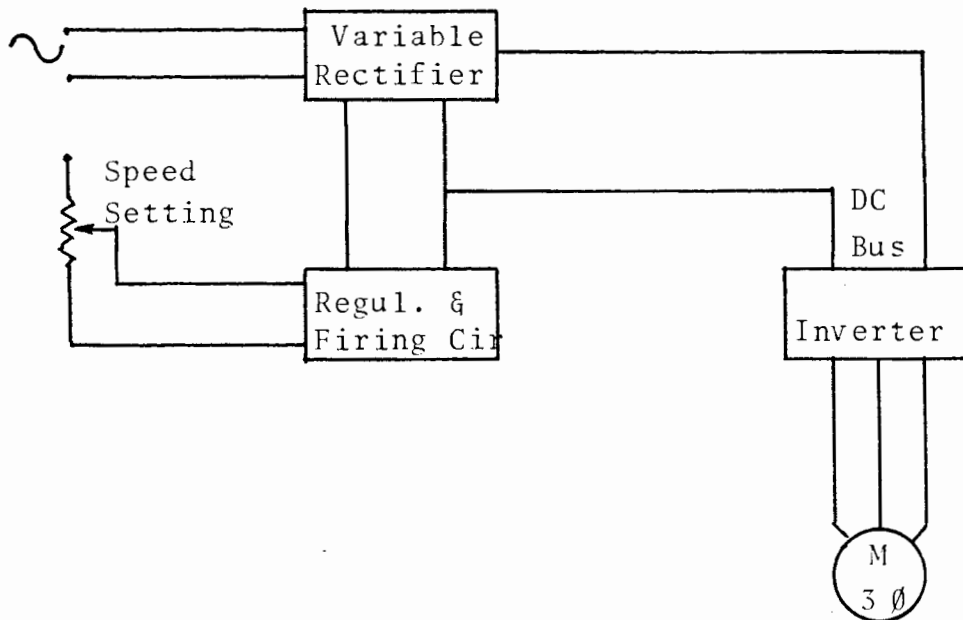 Variable
Rectifier
Speed
Setting
DC
Bus
Regul. &
Firing Cir
Inverter
M
3 Ø